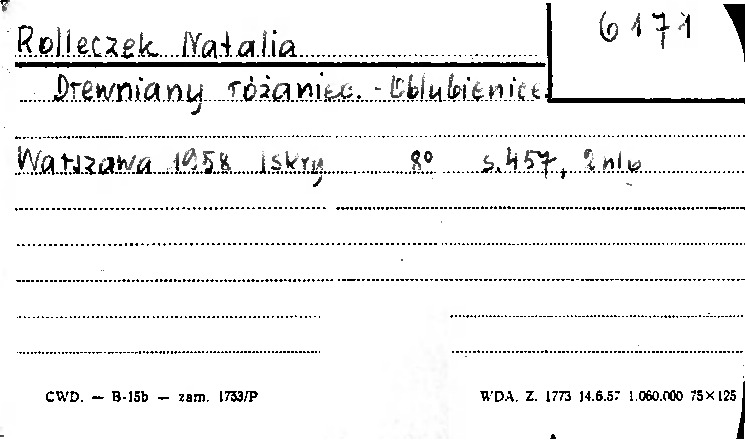 6171
Rolleczek Natalia
Drewniany różaniec. - Oblubienice
Warszawa 1958 Iskry 8° s.457, 2 nlb
CWD. — B-15b — zam. 1753/P
WDA. Z. 1773 14.6.57 1.060.000 75×125